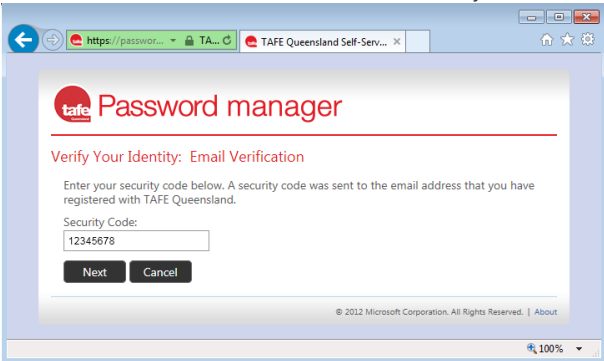 https://passwor... TA... TAFE Queensland Self-Serv...
tafe Password manager
Verify Your Identity: Email Verification
Enter your security code below. A security code was sent to the email address that you have
registered with TAFE Queensland.
Security Code:
12345678
Next Cancel
© 2012 Microsoft Corporation. All Rights Reserved. | About
100%